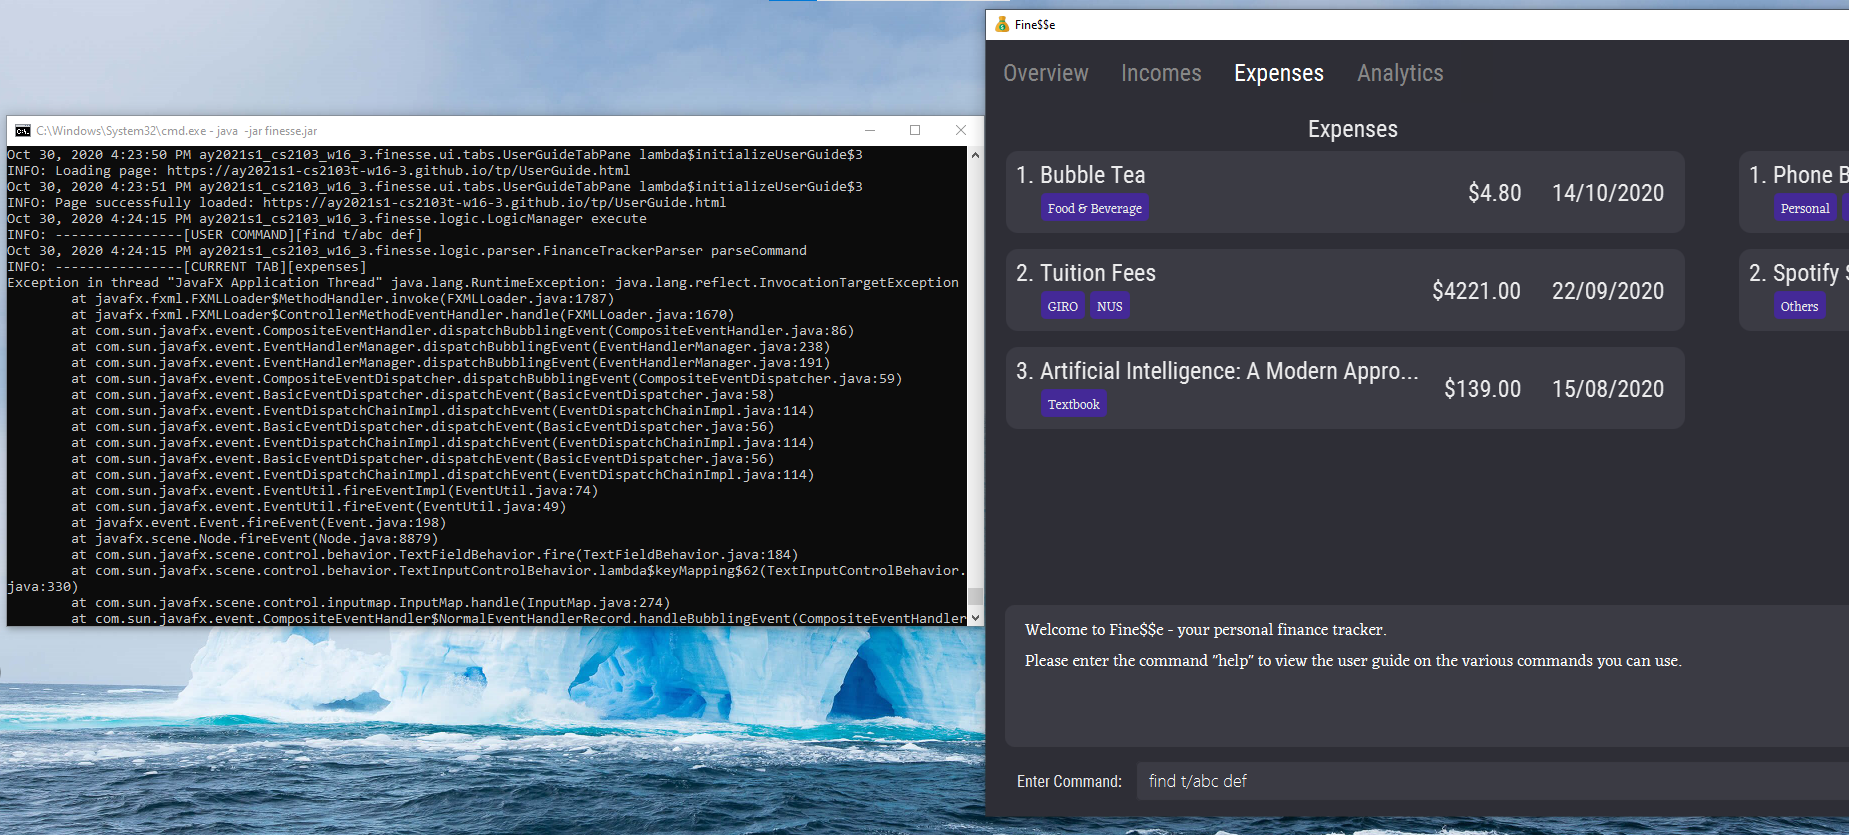 C:\Windows\System32\cmd.exe - java -jar finesse.jar
Oct 30, 2020 4:23:50 PM ay2021s1_cs2103_w16_3.finesse.ui.tabs.UserGuideTabPane lambda$initializeUserGuide$3
INFO: Loading page: https://ay2021s1-cs2103t-w16-3.github.io/tp/UserGuide.html
Oct 30, 2020 4:23:51 PM ay2021s1_cs2103_w16_3.finesse.ui.tabs.UserGuideTabPane lambda$initializeUserGuide$3
INFO: Page successfully loaded: https://ay2021s1-cs2103t-w16-3.github.io/tp/UserGuide.html
Oct 30, 2020 4:24:15 PM ay2021s1_cs2103_w16_3.finesse.logic.LogicManager execute
INFO: ----------------[USER COMMAND][find t/abc def]
Oct 30, 2020 4:24:15 PM ay2021s1_cs2103_w16_3.finesse.logic.parser.FinanceTrackerParser parseCommand
INFO: ----------------[CURRENT TAB][expenses]
Exception in thread "JavaFX Application Thread" java.lang.RuntimeException: java.lang.reflect.InvocationTargetException
at javafx.fxml.FXMLLoader$MethodHandler.invoke(FXMLLoader.java:1787)
at javafx.fxml.FXMLLoader$ControllerMethodEventHandler.handle(FXMLLoader.java:1670)
at com.sun.javafx.event.CompositeEventHandler.dispatchBubblingEvent(CompositeEventHandler.java:86)
at com.sun.javafx.event.EventHandlerManager.dispatchBubblingEvent(EventHandlerManager.java:238)
at com.sun.javafx.event.EventHandlerManager.dispatchBubblingEvent(EventHandlerManager.java:191)
at com.sun.javafx.event.CompositeEventDispatcher.dispatchBubblingEvent(CompositeEventDispatcher.java:59)
at com.sun.javafx.event.BasicEventDispatcher.dispatchEvent(BasicEventDispatcher.java:58)
at com.sun.javafx.event.EventDispatchChainImpl.dispatchEvent(EventDispatchChainImpl.java:114)
at com.sun.javafx.event.BasicEventDispatcher.dispatchEvent(BasicEventDispatcher.java:56)
at com.sun.javafx.event.EventDispatchChainImpl.dispatchEvent(EventDispatchChainImpl.java:114)
at com.sun.javafx.event.BasicEventDispatcher.dispatchEvent(BasicEventDispatcher.java:56)
at com.sun.javafx.event.EventDispatchChainImpl.dispatchEvent(EventDispatchChainImpl.java:114)
at com.sun.javafx.event.EventUtil.fireEventImpl(EventUtil.java:74)
at com.sun.javafx.event.EventUtil.fireEvent(EventUtil.java:49)
at javafx.event.Event.fireEvent(Event.java:198)
at javafx.scene.Node.fireEvent(Node.java:8879)
at com.sun.javafx.scene.control.behavior.TextFieldBehavior.fire(TextFieldBehavior.java:184)
at com.sun.javafx.scene.control.behavior.TextInputControlBehavior.lambda$keyMapping$62(TextInputControlBehavior.
java:330)
at com.sun.javafx.scene.control.inputmap.InputMap.handle(InputMap.java:274)
at com.sun.javafx.event.CompositeEventHandler$NormalEventHandlerRecord.handleBubblingEvent(CompositeEventHandler
Fine$$e
Overview Incomes Expenses Analytics
Expenses
1. Bubble Tea
$4.80 14/10/2020
Food & Beverage
2. Tuition Fees
$4221.00 22/09/2020
GIRO NUS
3. Artificial Intelligence: A Modern Appro...
$139.00 15/08/2020
Textbook
1. Phone B
Personal
2. Spotify S
Others
Welcome to Fine$$e - your personal finance tracker.
Please enter the command "help" to view the user guide on the various commands you can use.
Enter Command: find t/abc def